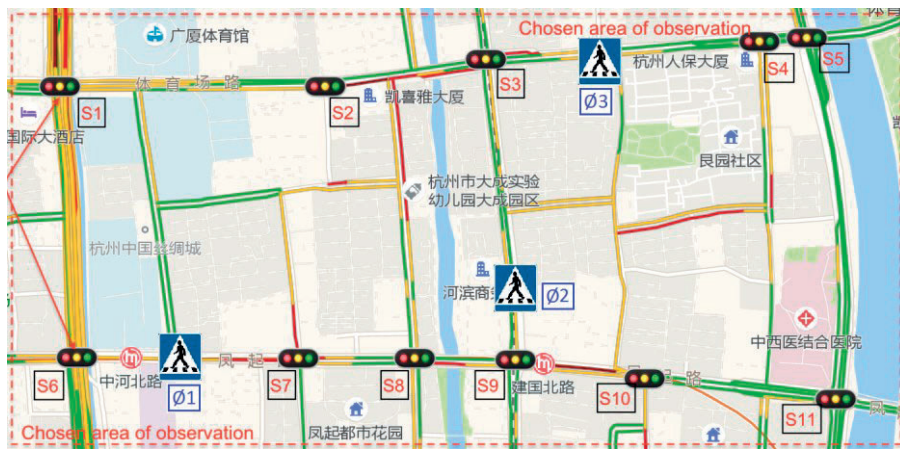 Chosen area of observation
广厦体育馆
体育场路
S1
国际大酒店
S2
凯喜雅大厦
S3
Ø3
杭州人保大厦
S4
S5
艮园社区
杭州市大成实验
幼儿园大成园区
杭州中国丝绸城
Ø2
中西医结合医院
S6
中河北路
Ø1
凤起
S7
凤起都市花园
S8
S9
建国北路
S10
路
S11
Chosen area of observation